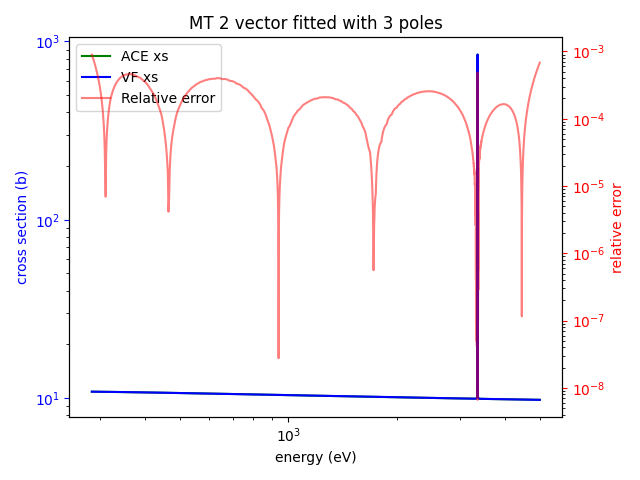 MT 2 vector fitted with 3 poles
ACE xs
VF xs
Relative error
10³
10²
10¹
cross section (b)
10⁻³
10⁻⁴
10⁻⁵
10⁻⁶
10⁻⁷
10⁻⁸
relative error
10³
energy (eV)